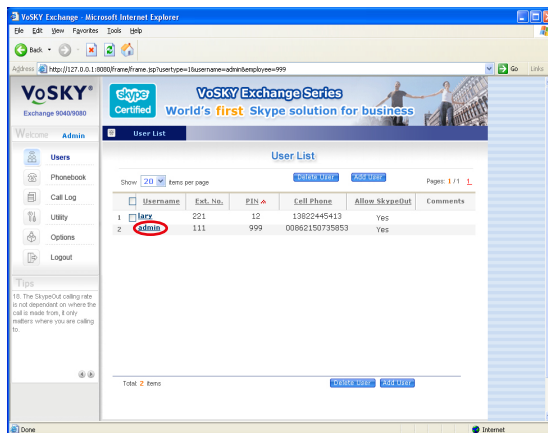 VoSKY Exchange - Microsoft Internet Explorer
File Edit View Favorites Tools Help
Back
Address http://127.0.0.1:8080/frame/frame.jsp?usertype=1&username=admin&employee=999 Go Links
VoSKY®
Exchange 9040/9080
skype Certified
VoSKY Exchange Series
World's first Skype solution for business
Welcome Admin
User List
Users
Phonebook
Call Log
Utility
Options
Logout
User List
Show 20 items per page Delete User Add User Pages: 1 / 1 1
Username Ext. No. PIN Cell Phone Allow SkypeOut Comments
1 lary 221 12 13822445413 Yes
2 admin 111 999 00862150735853 Yes
Tips
16. The SkypeOut calling rate
is not dependant on where the
call is made from, it only
matters where you are calling
to.
Total: 2 items Delete User Add User
Done Internet